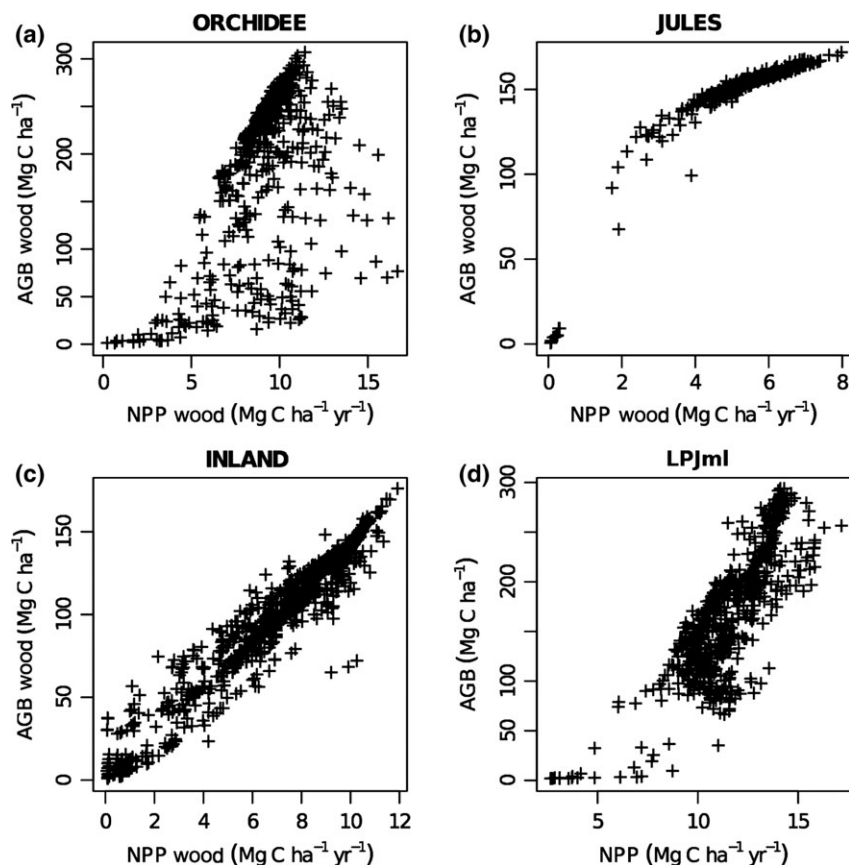 (a) ORCHIDEE
AGB wood (Mg C ha⁻¹)
0 50 100 200 300
0 5 10 15
NPP wood (Mg C ha⁻¹ yr⁻¹)
(b) JULES
AGB wood (Mg C ha⁻¹)
0 50 100 150
0 2 4 6 8
NPP wood (Mg C ha⁻¹ yr⁻¹)
(c) INLAND
AGB wood (Mg C ha⁻¹)
0 50 100 150
0 2 4 6 8 10 12
NPP wood (Mg C ha⁻¹ yr⁻¹)
(d) LPJml
AGB (Mg C ha⁻¹)
0 50 100 200 300
5 10 15
NPP (Mg C ha⁻¹ yr⁻¹)